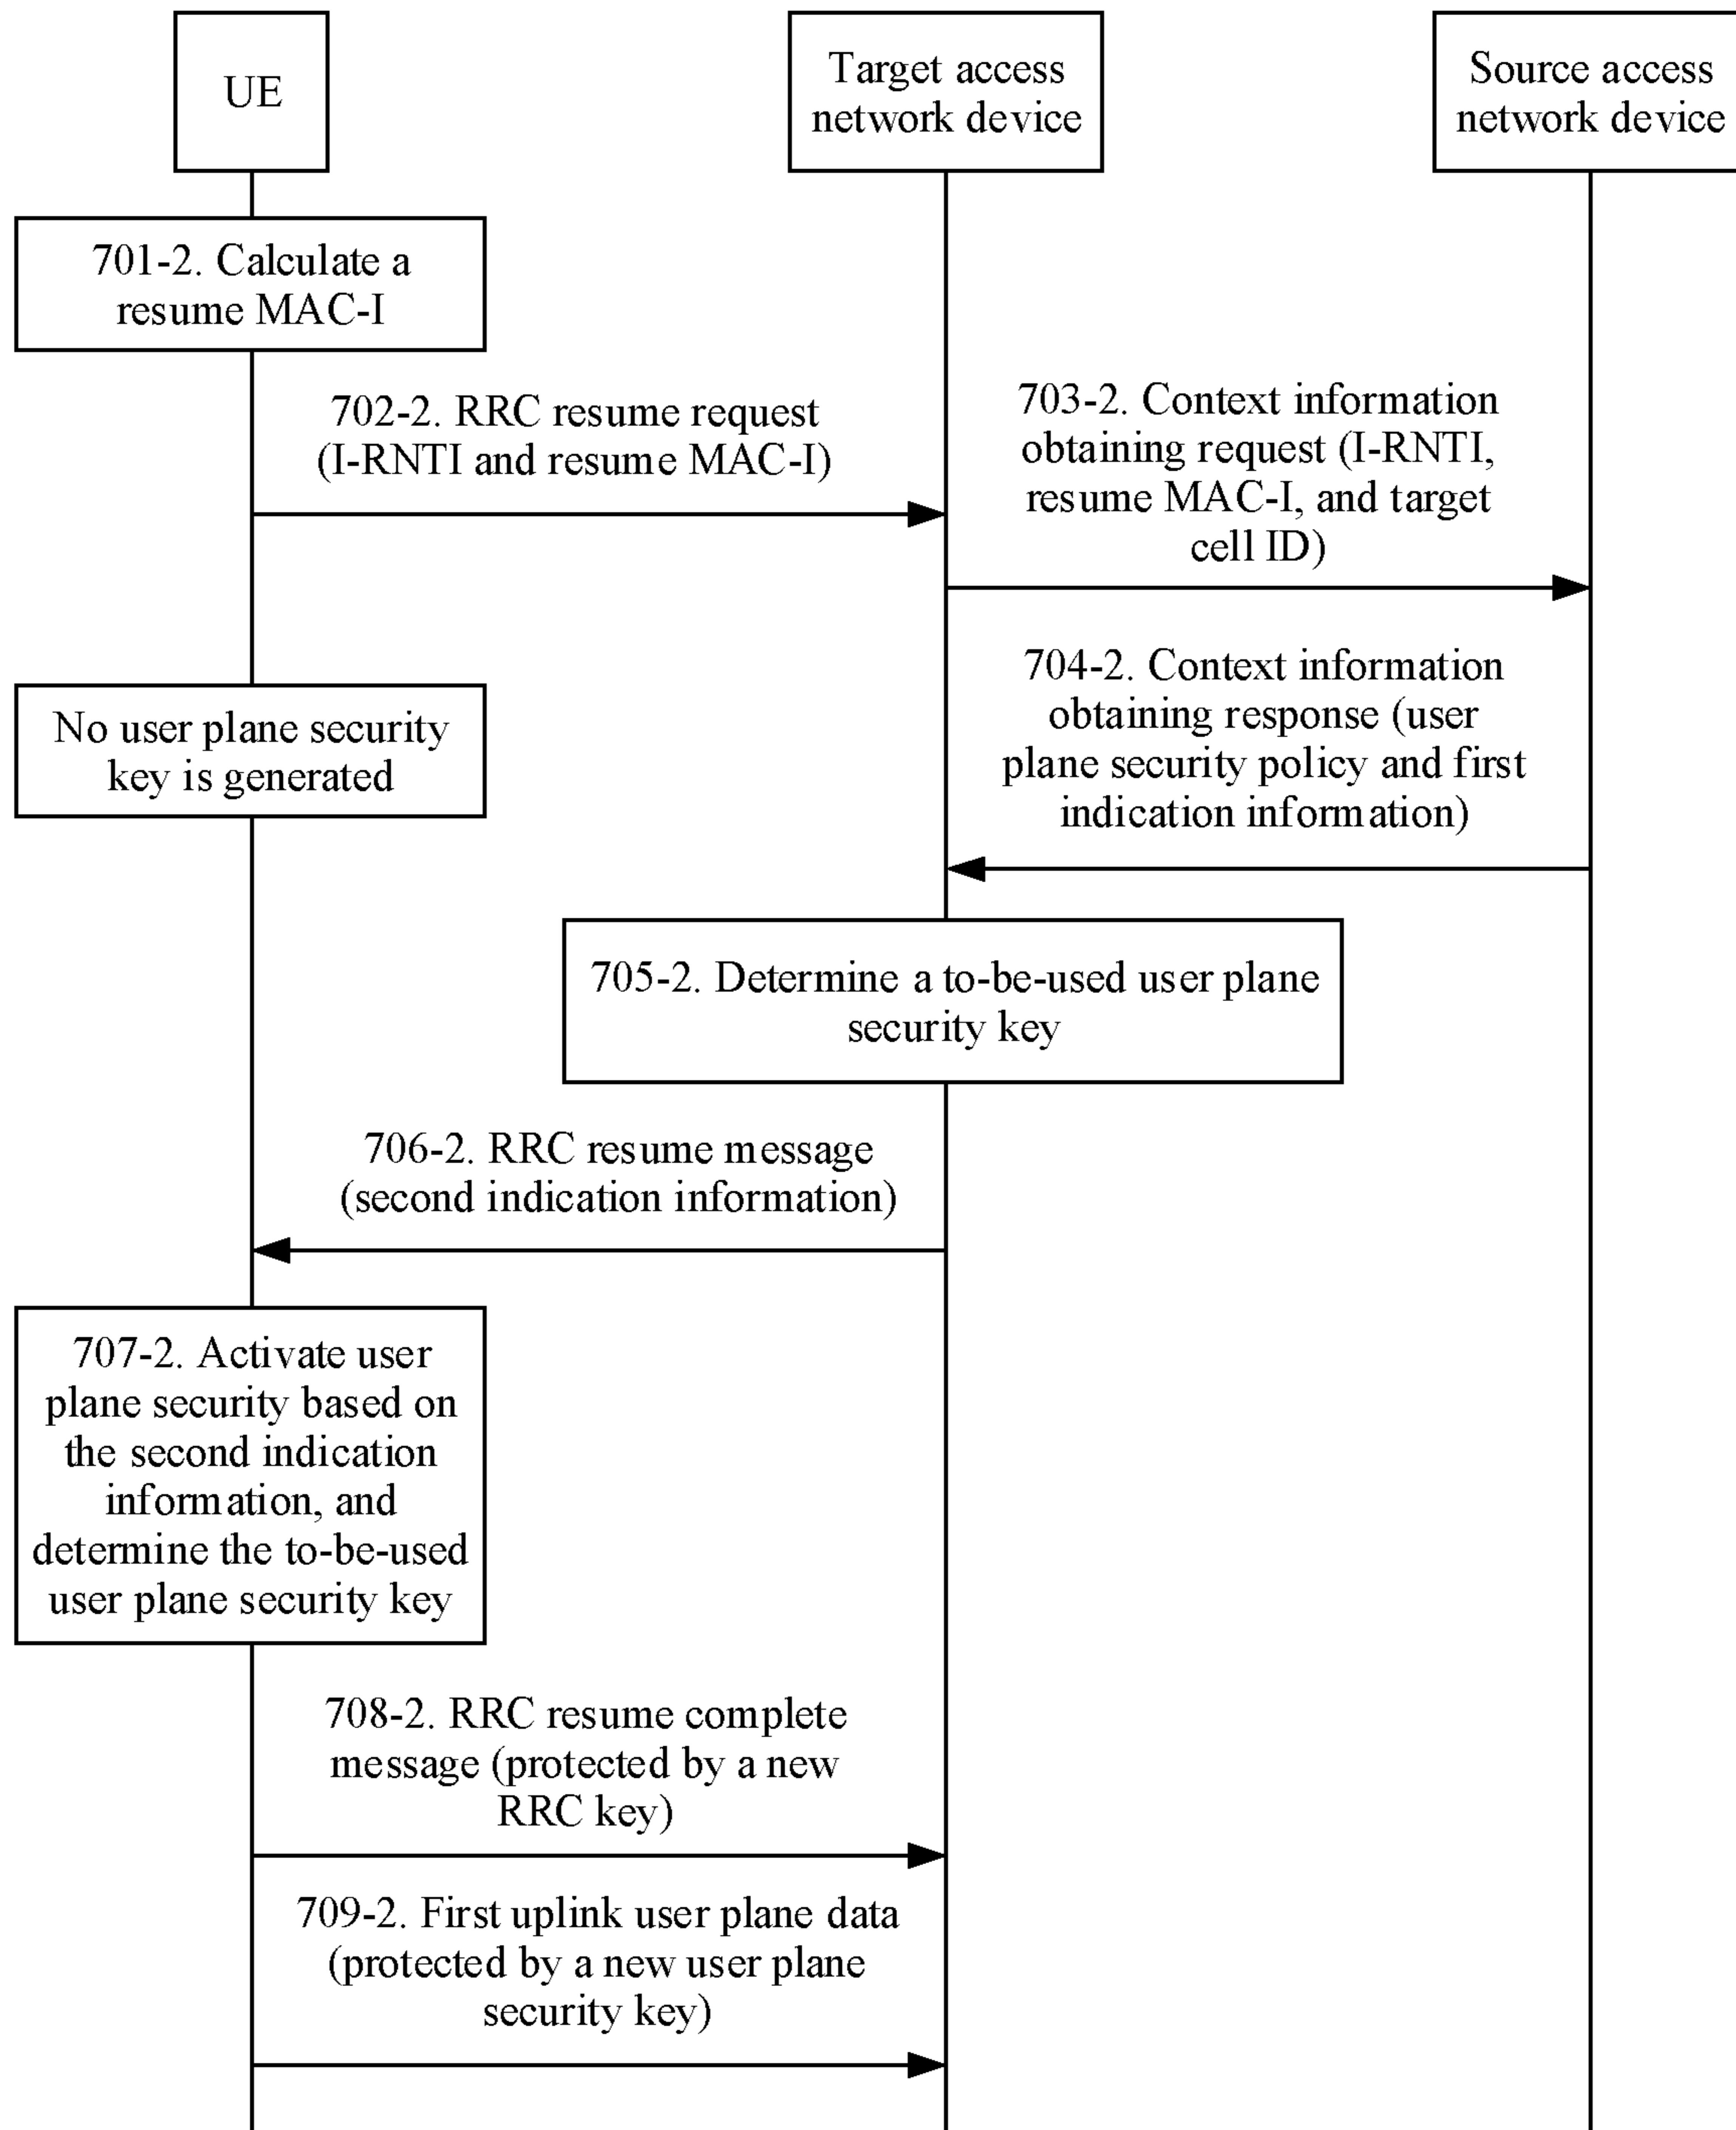 UE
Target access
network device
Source access
network device
701-2. Calculate a
resume MAC-I
702-2. RRC resume request
(I-RNTI and resume MAC-I)
703-2. Context information
obtaining request (I-RNTI,
resume MAC-I, and target
cell ID)
No user plane security
key is generated
704-2. Context information
obtaining response (user
plane security policy and first
indication information)
705-2. Determine a to-be-used user plane
security key
706-2. RRC resume message
(second indication information)
707-2. Activate user
plane security based on
the second indication
information, and
determine the to-be-used
user plane security key
708-2. RRC resume complete
message (protected by a new
RRC key)
709-2. First uplink user plane data
(protected by a new user plane
security key)